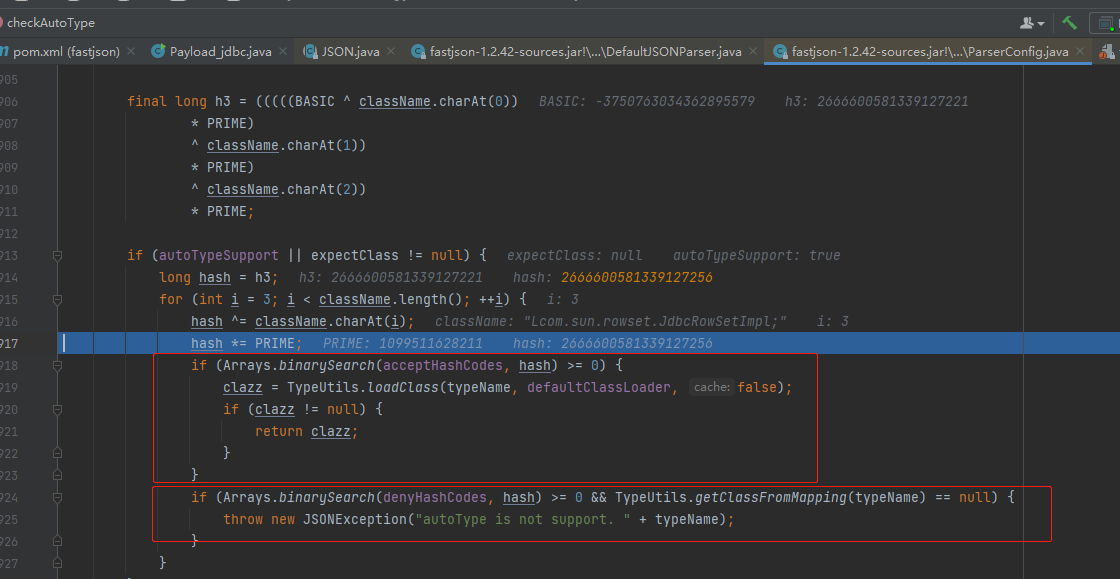 checkAutoType
pom.xml (fastjson) Payload_jdbc.java JSON.java fastjson-1.2.42-sources.jar!\...\DefaultJSONParser.java fastjson-1.2.42-sources.jar!\...\ParserConfig.java
905
906 final long h3 = (((((BASIC ^ className.charAt(0)) BASIC: -3750763034362895579 h3: 2666600581339127221
907 * PRIME)
908 ^ className.charAt(1))
909 * PRIME)
910 ^ className.charAt(2))
911 * PRIME;
912
913 if (autoTypeSupport || expectClass != null) { expectClass: null autoTypeSupport: true
914 long hash = h3; h3: 2666600581339127221 hash: 2666600581339127256
915 for (int i = 3; i < className.length(); ++i) { i: 3
916 hash ^= className.charAt(i); className: "Lcom.sun.rowset.JdbcRowSetImpl;" i: 3
917 hash *= PRIME; PRIME: 1099511628211 hash: 2666600581339127256
918 if (Arrays.binarySearch(acceptHashCodes, hash) >= 0) {
919 clazz = TypeUtils.loadClass(typeName, defaultClassLoader, cache: false);
920 if (clazz != null) {
921 return clazz;
922 }
923 }
924 if (Arrays.binarySearch(denyHashCodes, hash) >= 0 && TypeUtils.getClassFromMapping(typeName) == null) {
925 throw new JSONException("autoType is not support. " + typeName);
926 }
927 }